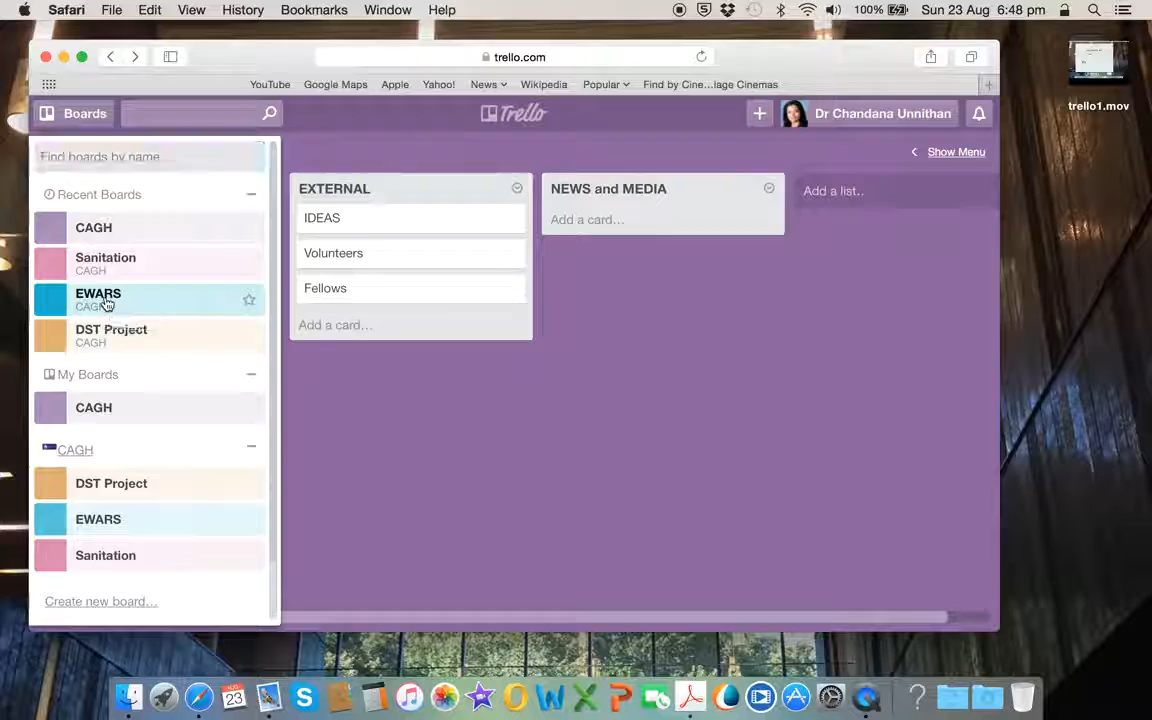 Safari File Edit View History Bookmarks Window Help 100% Sun 23 Aug 6:48 pm
trello.com
YouTube Google Maps Apple Yahoo! News Wikipedia Popular Find by Cine...lage Cinemas
trello1.mov
Boards Trello Dr Chandana Unnithan
Find boards by name...
Show Menu
Recent Boards
CAGH
Sanitation
CAGH
EWARS
CAGH
DST Project
CAGH
My Boards
CAGH
CAGH
DST Project
EWARS
Sanitation
Create new board...
EXTERNAL
IDEAS
Volunteers
Fellows
Add a card...
NEWS and MEDIA
Add a card...
Add a list..
AUG
23